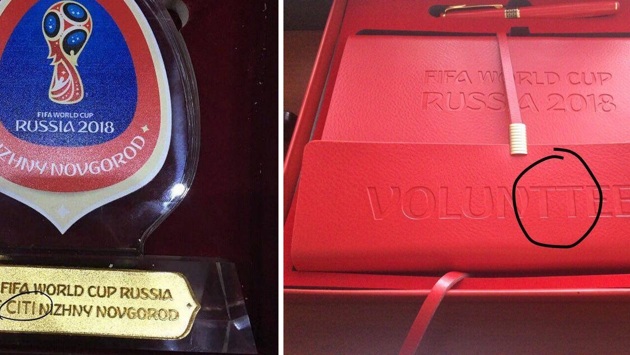 FIFA WORLD CUP
RUSSIA 2018
NIZHNY NOVGOROD
FIFA WORLD CUP RUSSIA
CITI NIZHNY NOVGOROD
FIFA WORLD CUP
RUSSIA 2018
VOLUNTTEE